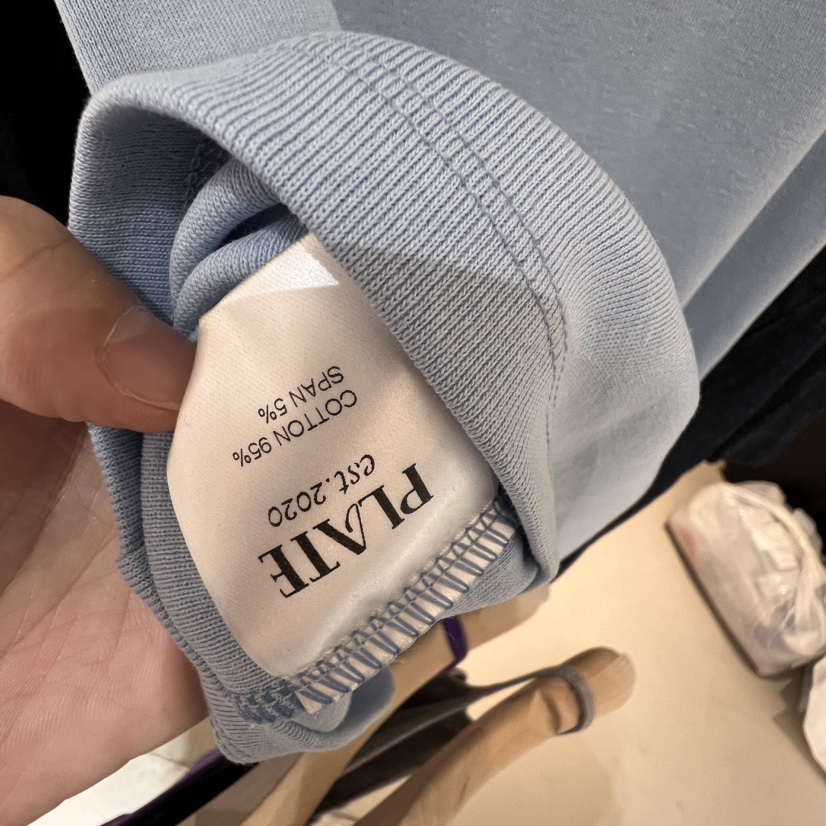 PLATE
est.2020
COTTON 95%
SPAN 5%